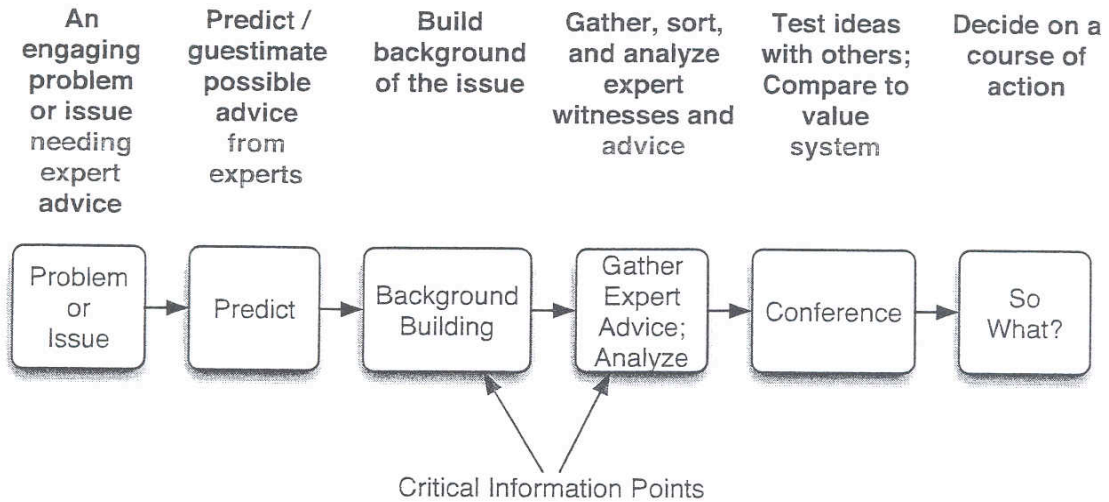 An
engaging
problem
or issue
needing
expert
advice
Predict /
guestimate
possible
advice
from
experts
Build
background
of the issue
Gather, sort,
and analyze
expert
witnesses and
advice
Test ideas
with others;
Compare to
value
system
Decide on a
course of
action
Problem
or
Issue
Predict
Background
Building
Gather
Expert
Advice;
Analyze
Conference
So
What?
Critical Information Points